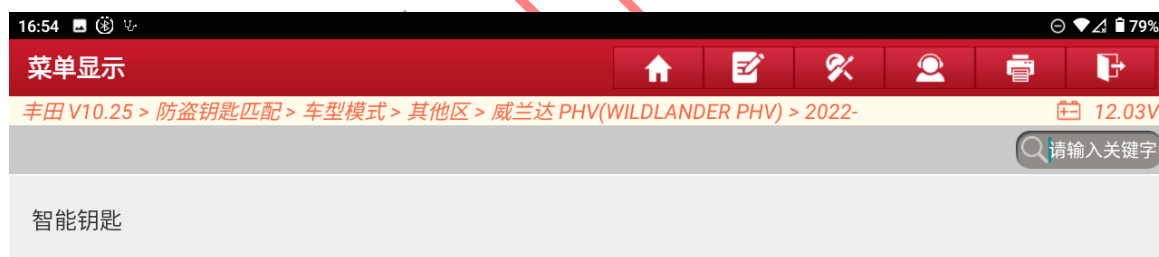 16:54 79%
菜单显示
丰田 V10.25 > 防盗钥匙匹配 > 车型模式 > 其他区 > 威兰达 PHV(WILDLANDER PHV) > 2022- 12.03V
请输入关键字
智能钥匙